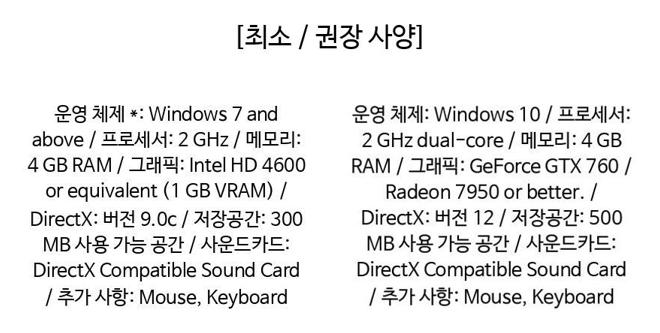 [최소 / 권장 사양]
운영 체제 *: Windows 7 and
above / 프로세서: 2 GHz / 메모리:
4 GB RAM / 그래픽: Intel HD 4600
or equivalent (1 GB VRAM) /
DirectX: 버전 9.0c / 저장공간: 300
MB 사용 가능 공간 / 사운드카드:
DirectX Compatible Sound Card
/ 추가 사항: Mouse, Keyboard
운영 체제: Windows 10 / 프로세서:
2 GHz dual-core / 메모리: 4 GB
RAM / 그래픽: GeForce GTX 760 /
Radeon 7950 or better. /
DirectX: 버전 12 / 저장공간: 500
MB 사용 가능 공간 / 사운드카드:
DirectX Compatible Sound Card
/ 추가 사항: Mouse, Keyboard